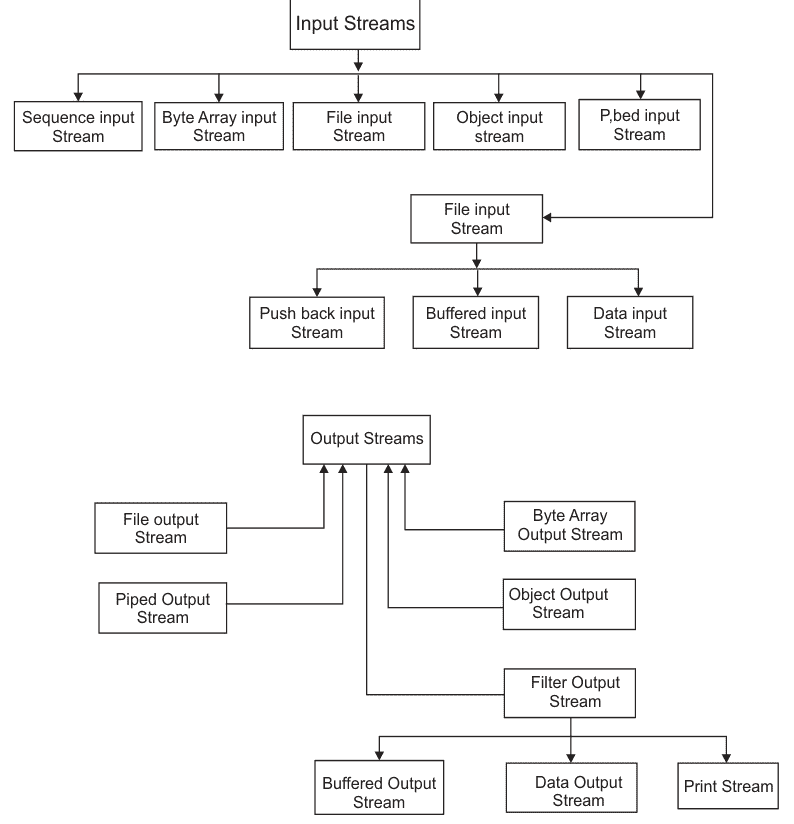 Input Streams
Sequence input
Stream
Byte Array input
Stream
File input
Stream
Object input
stream
P,bed input
Stream
File input
Stream
Push back input
Stream
Buffered input
Stream
Data input
Stream
Output Streams
File output
Stream
Byte Array
Output Stream
Piped Output
Stream
Object Output
Stream
Filter Output
Stream
Buffered Output
Stream
Data Output
Stream
Print Stream